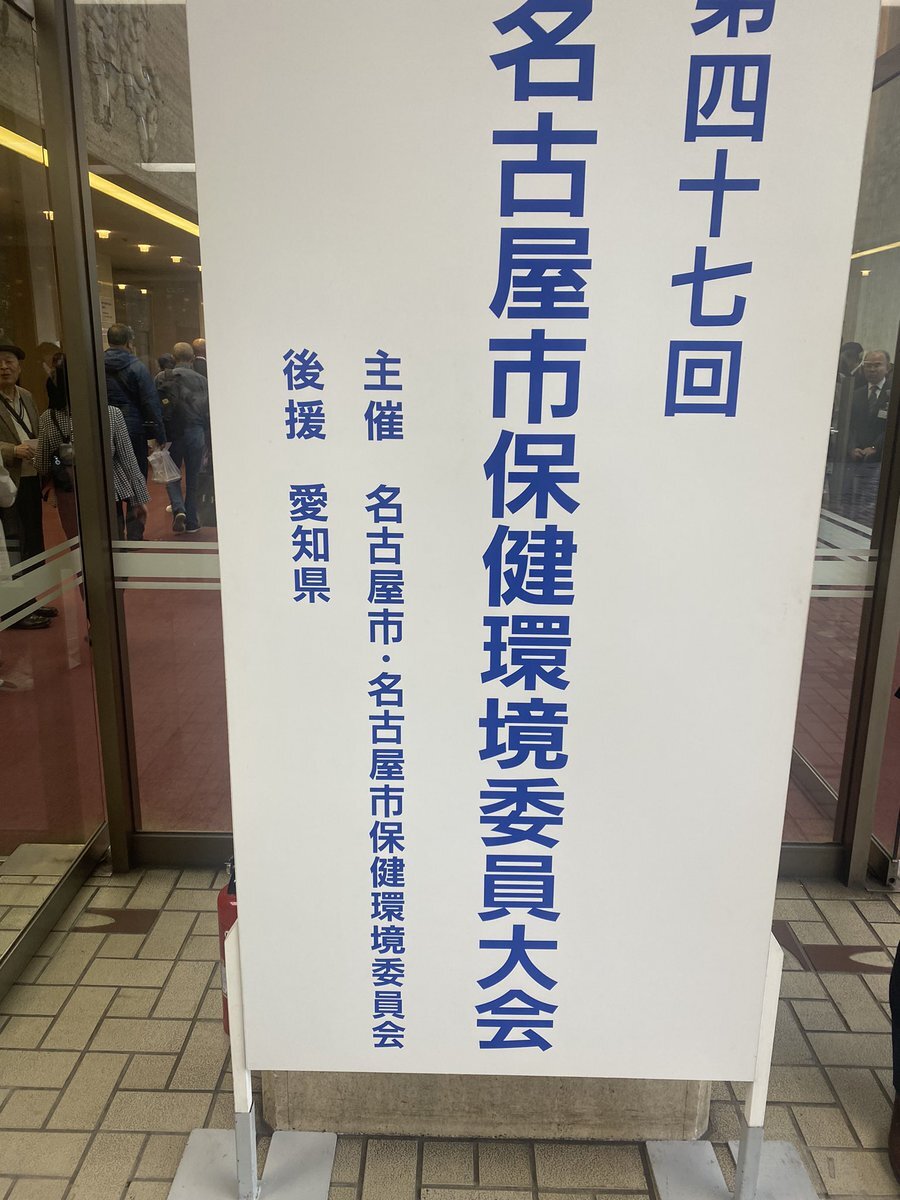 第四十七回
名古屋市保健環境委員大会
主催 名古屋市・名古屋市保健環境委員会
後援 愛知県